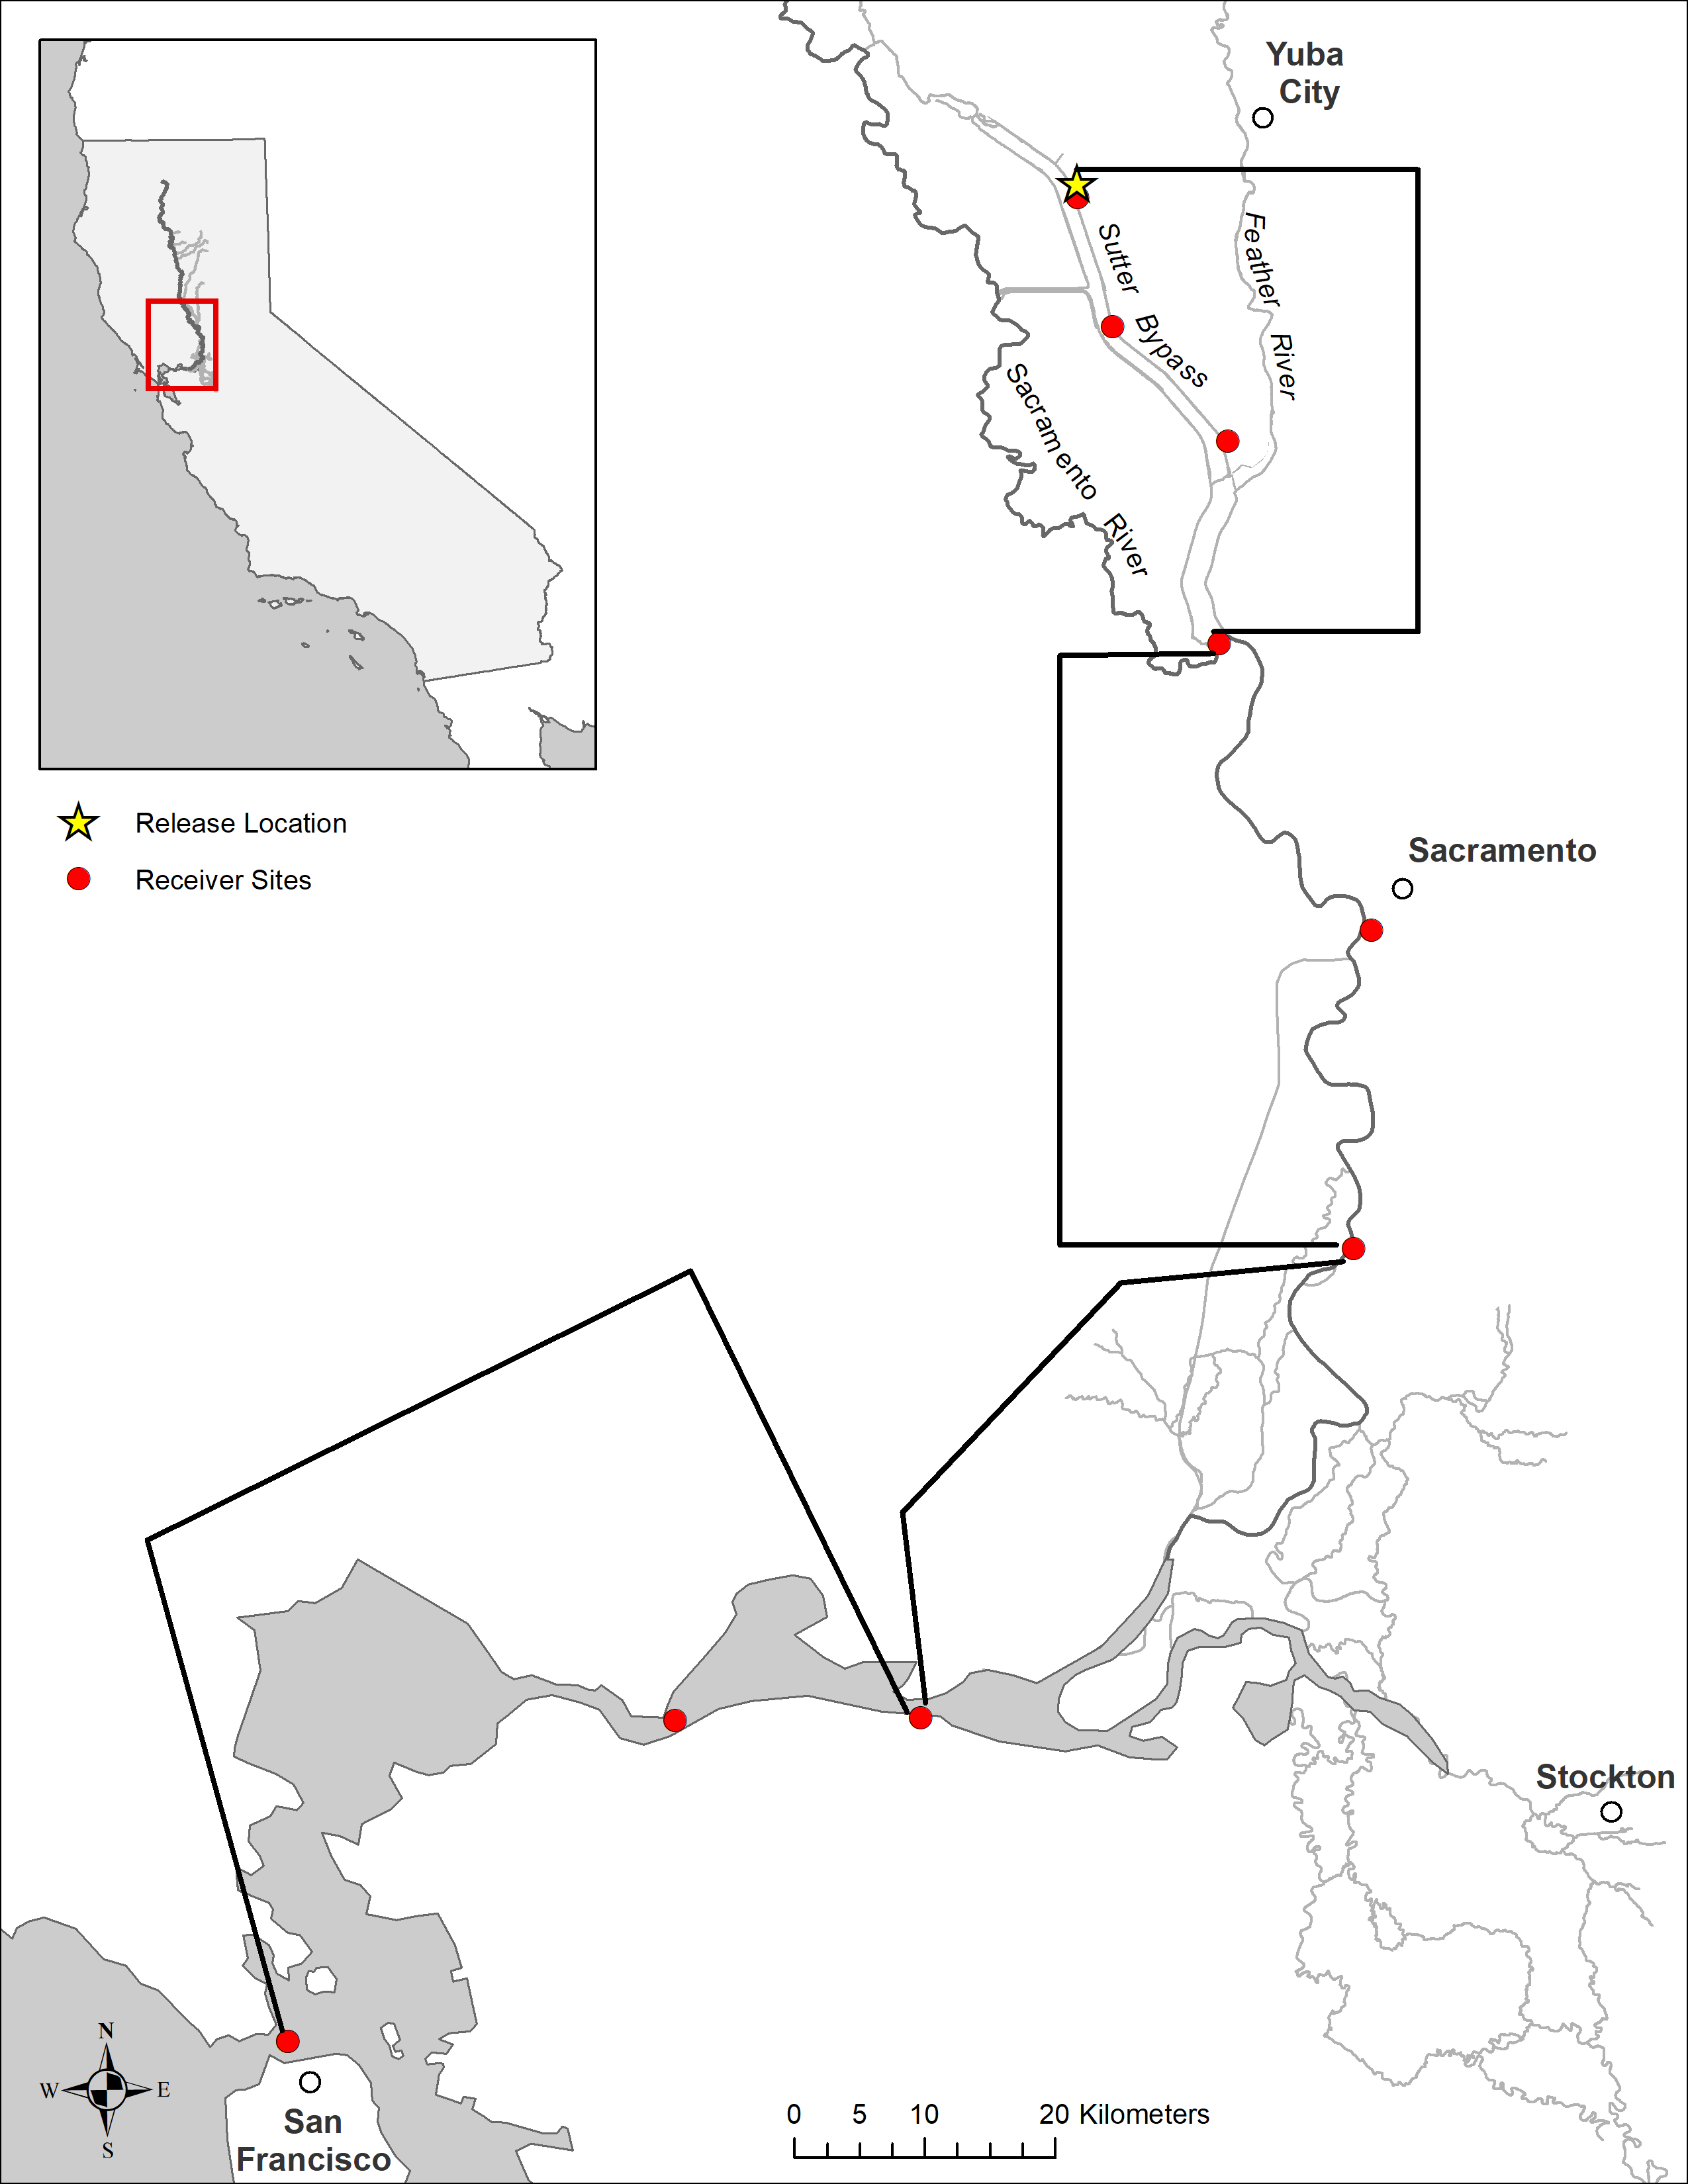 Yuba
City
Sutter
Bypass
Feather
River
Sacramento
River
Release Location
Receiver Sites
Sacramento
Stockton
N
W
E
S
San
Francisco
0 5 10 20 Kilometers